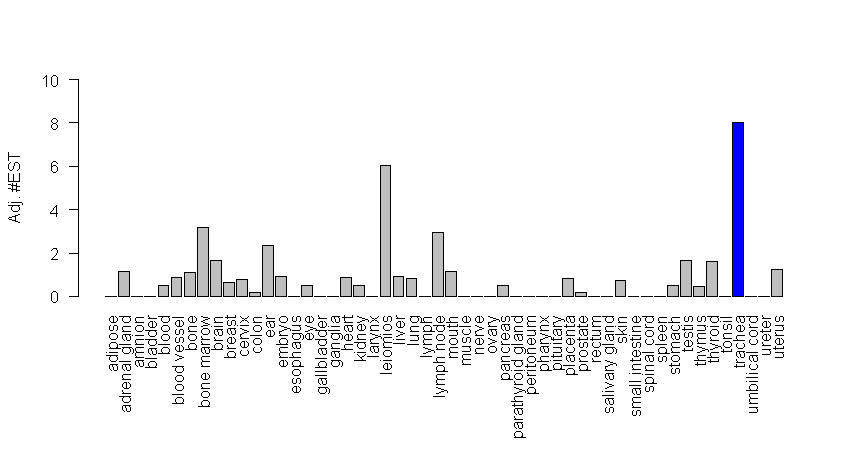 Adj. #EST
10
8
6
4
2
0
adipose
adrenal gland
amnion
bladder
blood
blood vessel
bone
bone marrow
brain
breast
cervix
colon
ear
embryo
esophagus
eye
gallbladder
ganglia
heart
kidney
larynx
leiomios
liver
lung
lymph
lymph node
mouth
muscle
nerve
ovary
pancreas
parathyroid gland
peritoneum
pharynx
pituitary
placenta
prostate
rectum
salivary gland
skin
small intestine
spinal cord
spleen
stomach
testis
thymus
thyroid
tonsil
trachea
umbilical cord
ureter
uterus